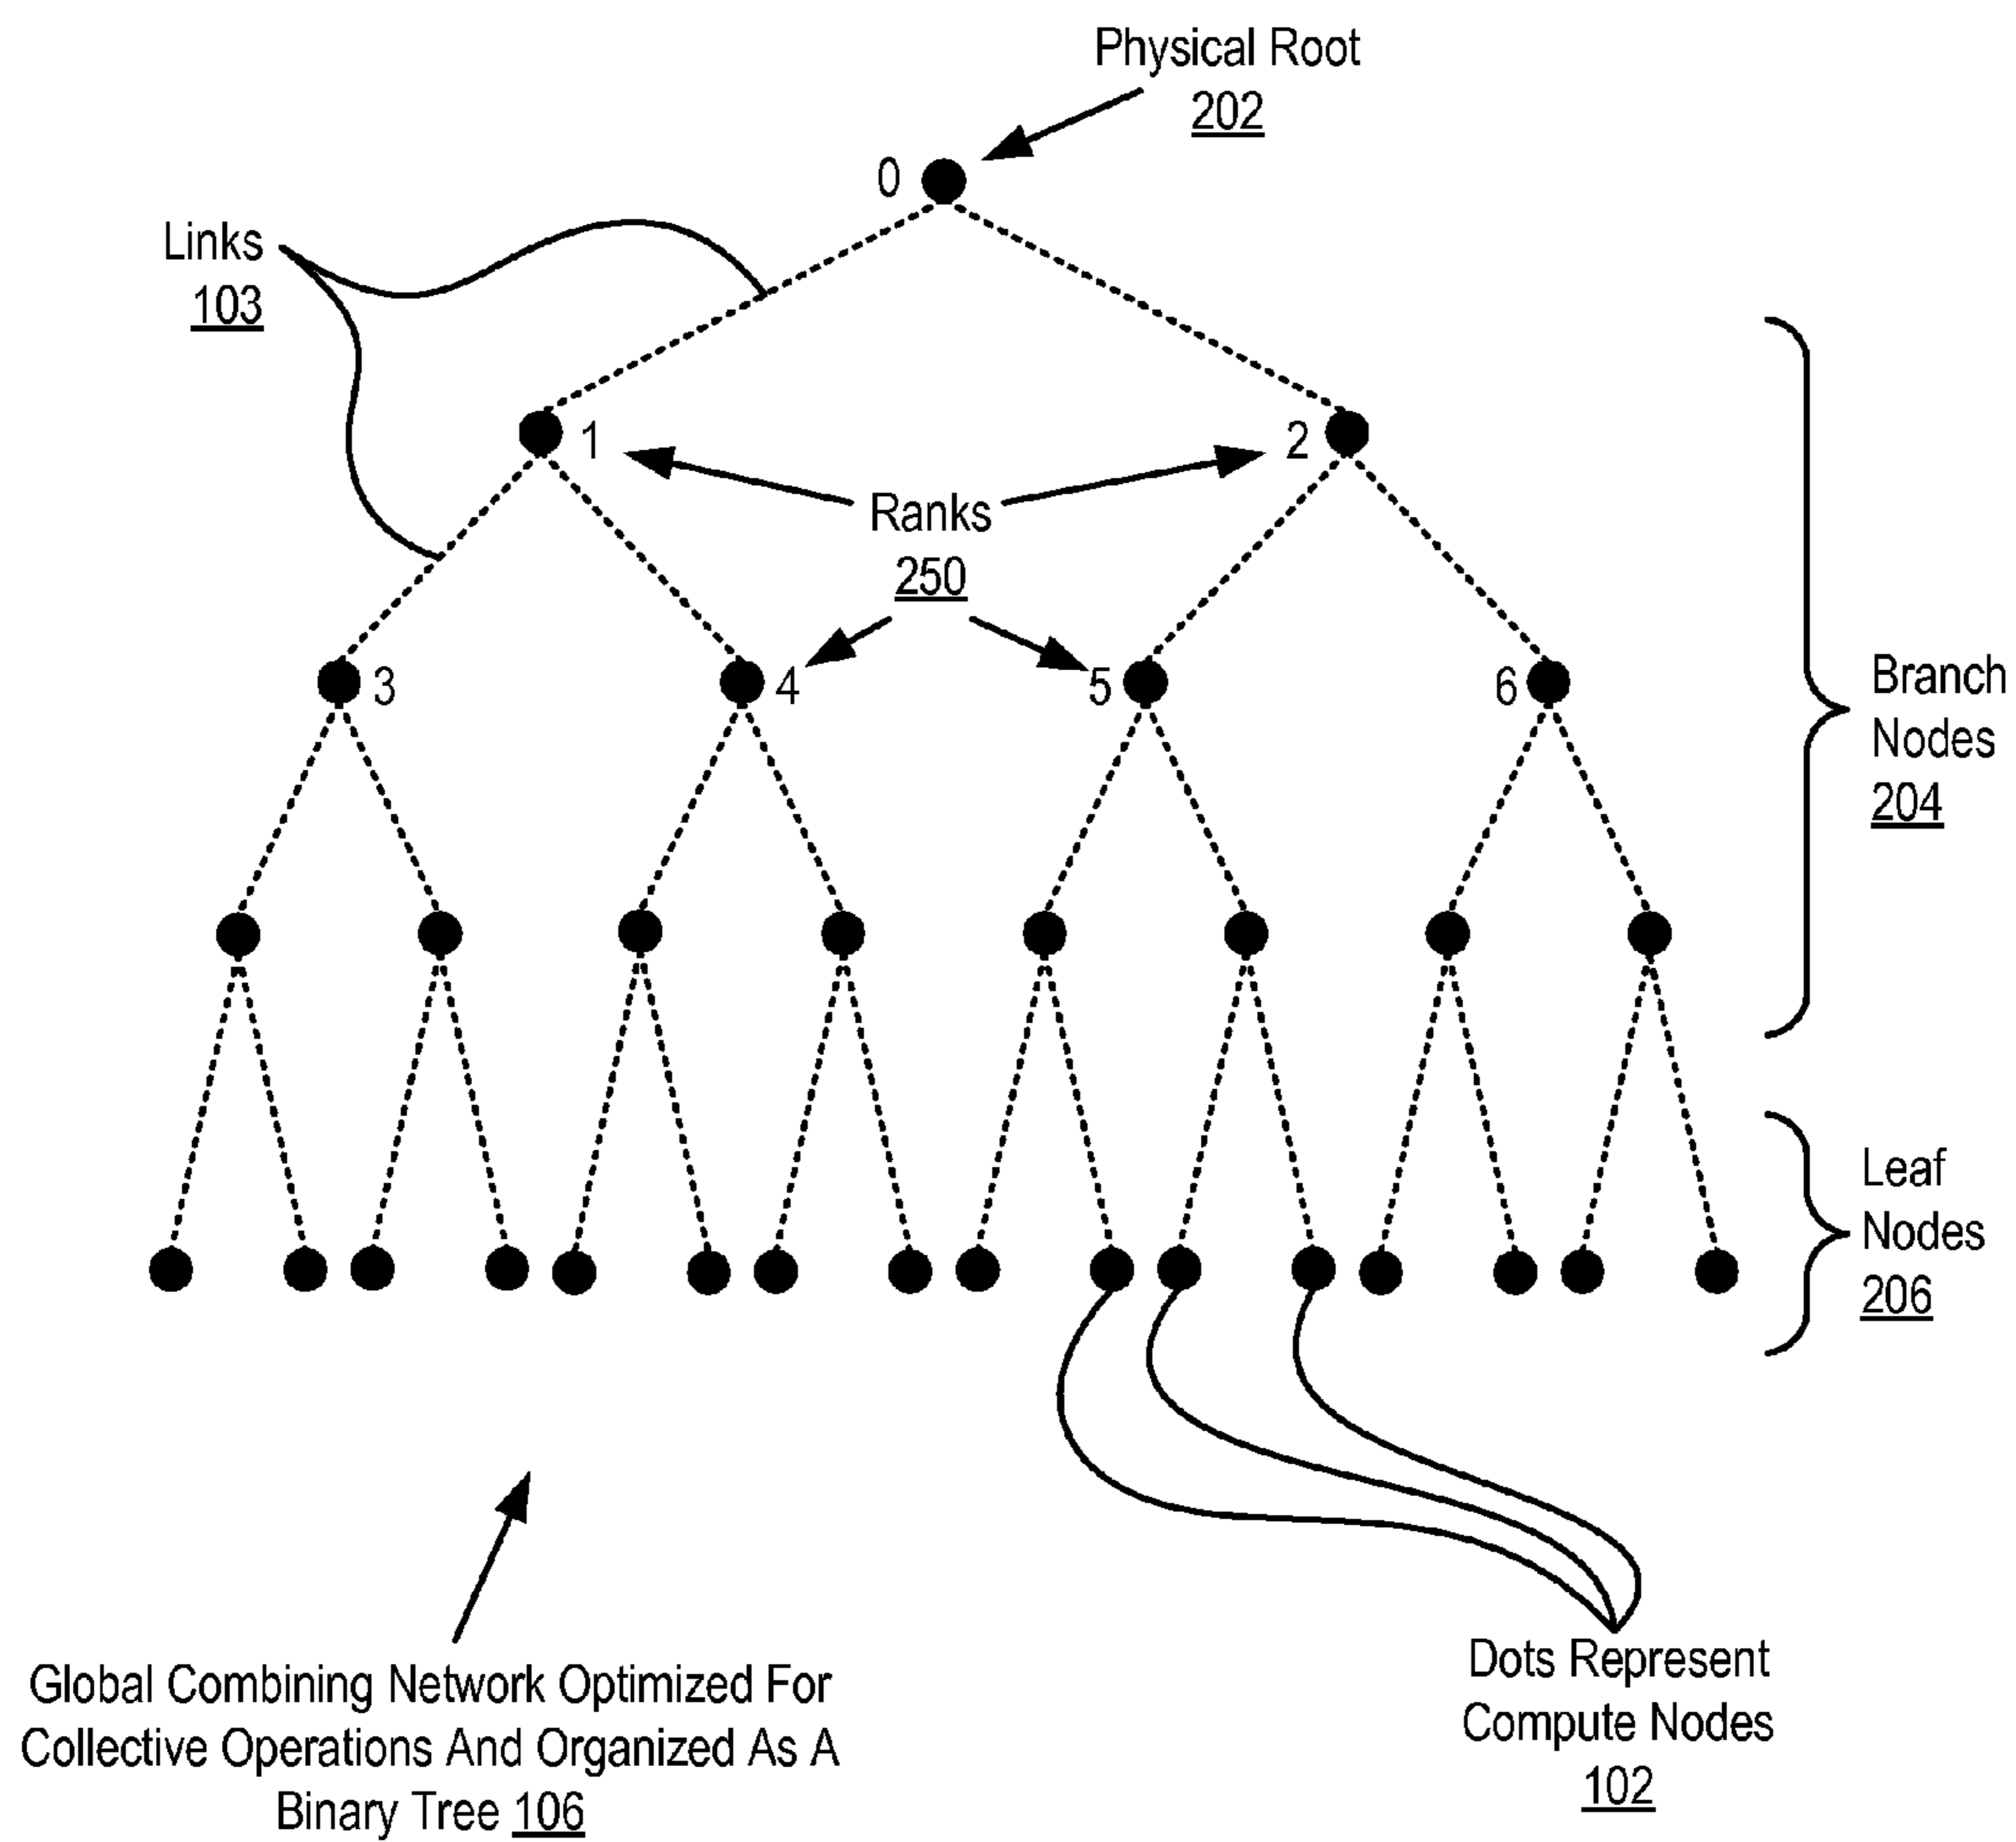 Physical Root
202
0
Links
103
1
2
Ranks
250
3
4
5
6
Branch
Nodes
204
Leaf
Nodes
206
Global Combining Network Optimized For
Collective Operations And Organized As A
Binary Tree 106
Dots Represent
Compute Nodes
102